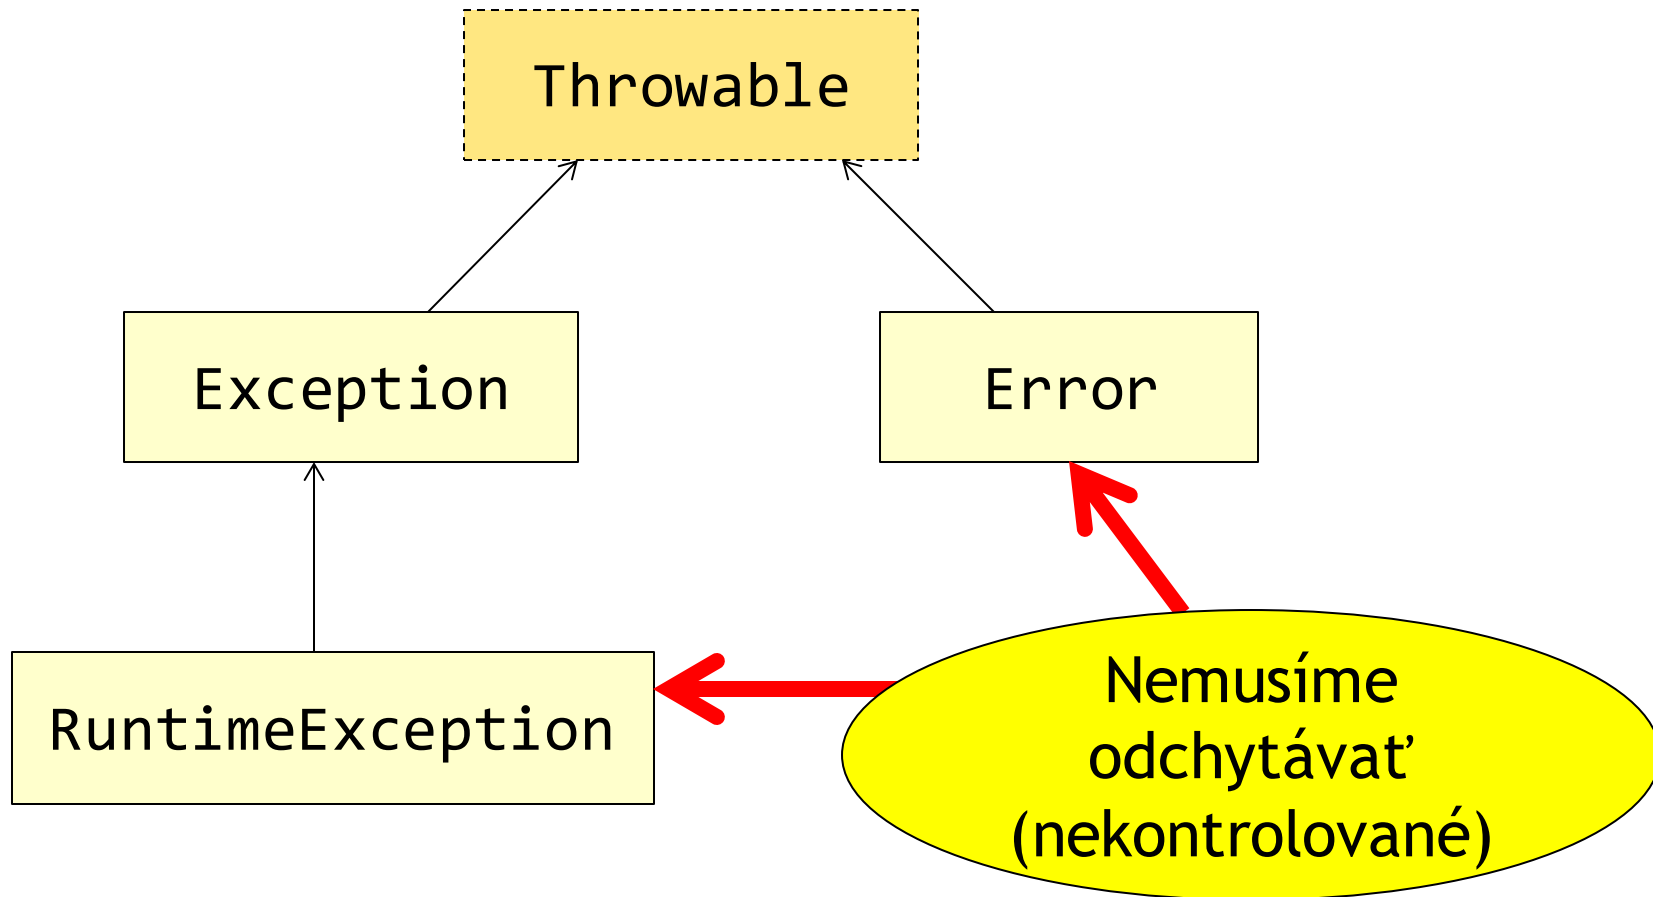 Throwable
Exception
Error
RuntimeException
Nemusíme
odchytávať
(nekontrolované)